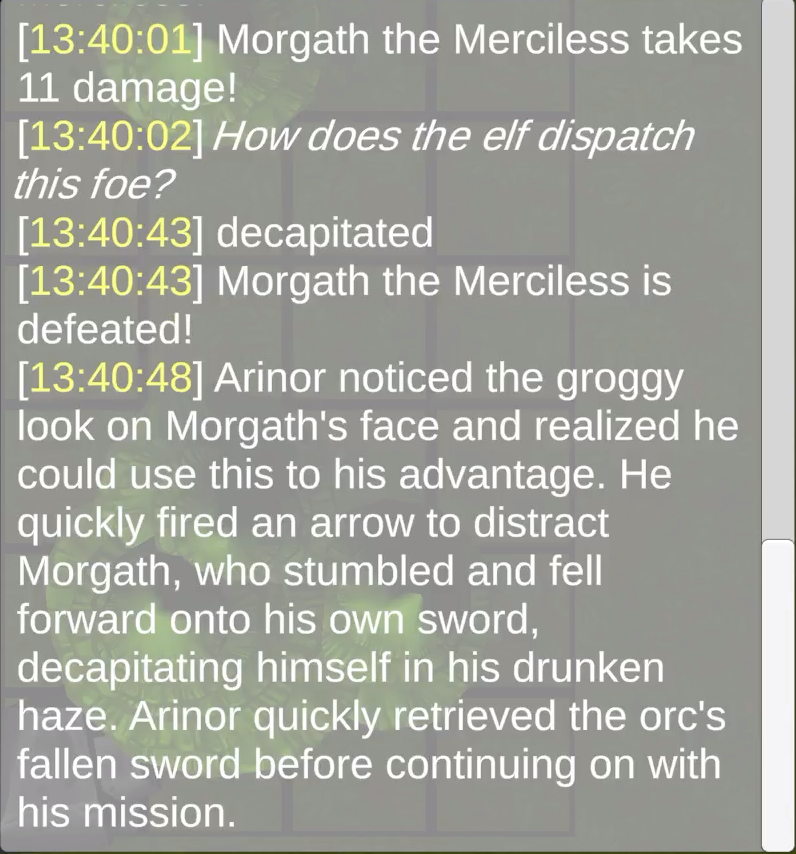 [13:40:01] Morgath the Merciless takes
11 damage!
[13:40:02] How does the elf dispatch
this foe?
[13:40:43] decapitated
[13:40:43] Morgath the Merciless is
defeated!
[13:40:48] Arinor noticed the groggy
look on Morgath's face and realized he
could use this to his advantage. He
quickly fired an arrow to distract
Morgath, who stumbled and fell
forward onto his own sword,
decapitating himself in his drunken
haze. Arinor quickly retrieved the orc's
fallen sword before continuing on with
his mission.